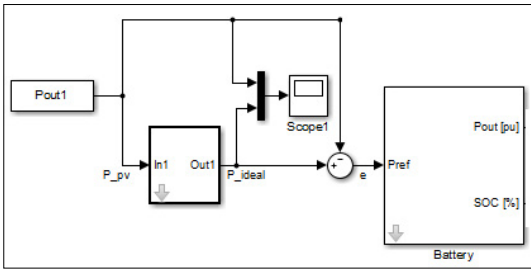 Pout1
P_pv
In1
Out1
P_ideal
Scope1
+
−
e
Pref
Pout [pu]
SOC [%]
Battery